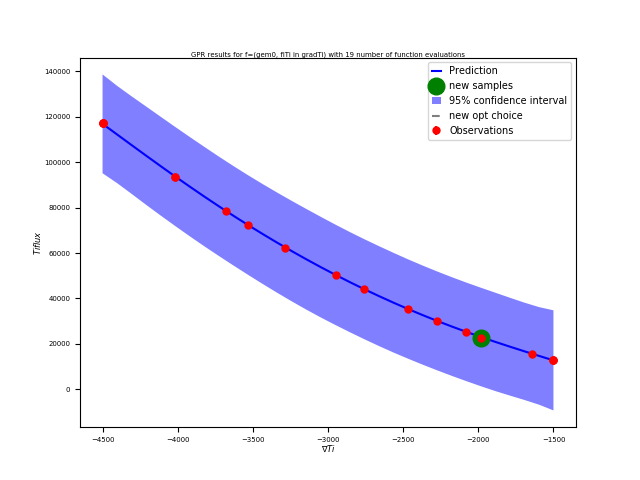 GPR results for f=(gem0, flTi in gradTi) with 19 number of function evaluations
140000
120000
100000
80000
60000
40000
20000
0
Tiflux
Prediction
new samples
95% confidence interval
new opt choice
Observations
−4500 −4000 −3500 −3000 −2500 −2000 −1500
∇Ti